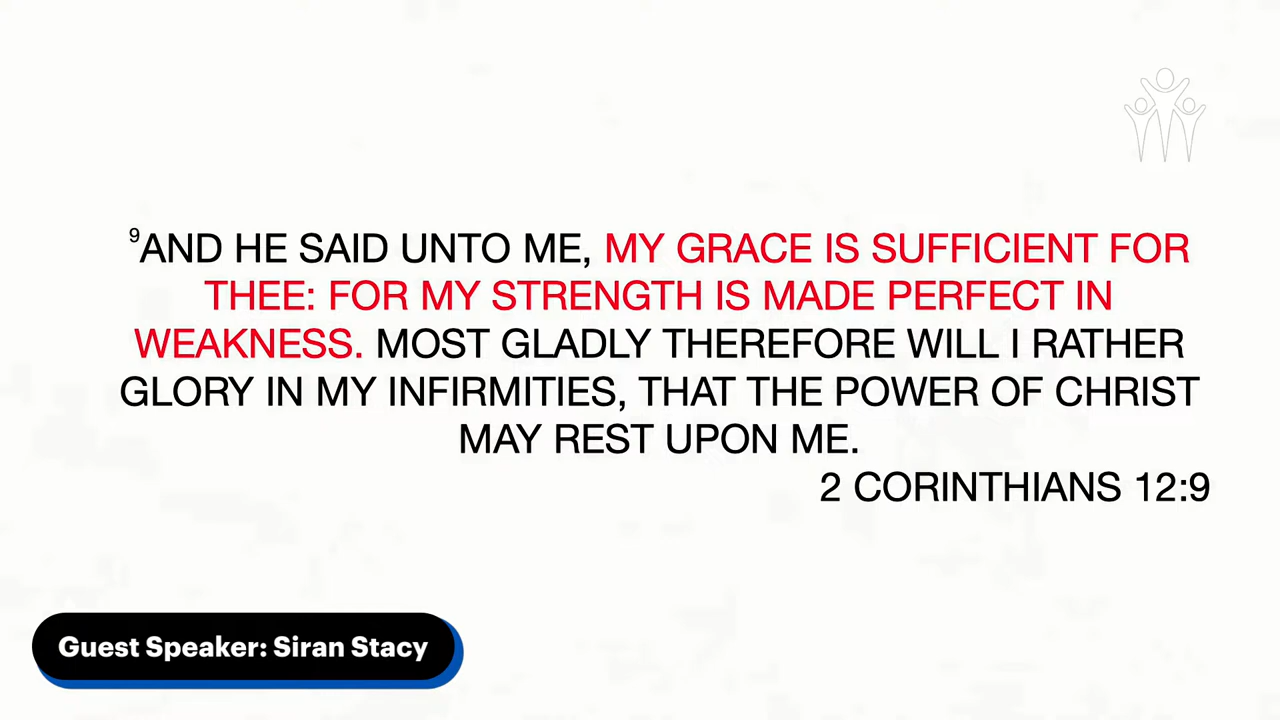 ⁹AND HE SAID UNTO ME, MY GRACE IS SUFFICIENT FOR
THEE: FOR MY STRENGTH IS MADE PERFECT IN
WEAKNESS. MOST GLADLY THEREFORE WILL I RATHER
GLORY IN MY INFIRMITIES, THAT THE POWER OF CHRIST
MAY REST UPON ME.
2 CORINTHIANS 12:9
Guest Speaker: Siran Stacy